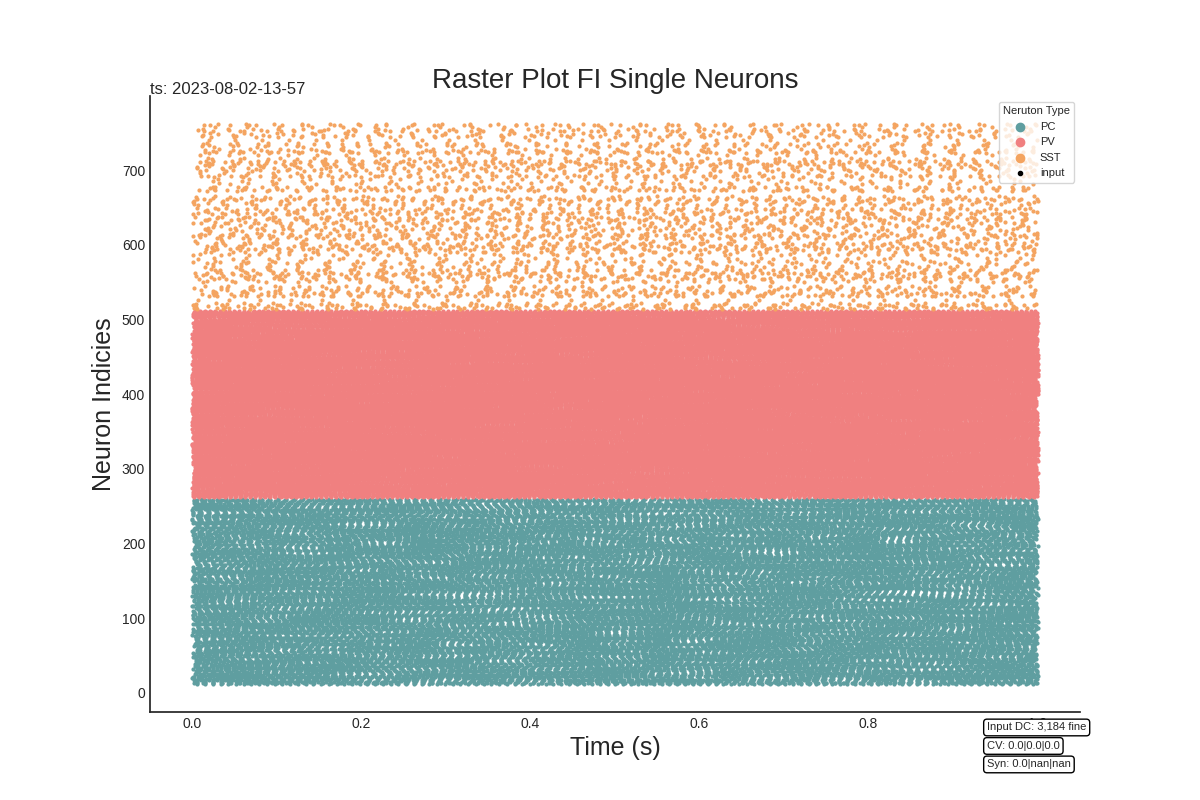 Raster Plot FI Single Neurons
ts: 2023-08-02-13-57
Neruton Type
PC
PV
SST
input
Neuron Indicies
700
600
500
400
300
200
100
0
0.0 0.2 0.4 0.6 0.8
Time (s)
Input DC: 3,184 fine
CV: 0.0|0.0|0.0
Syn: 0.0|nan|nan